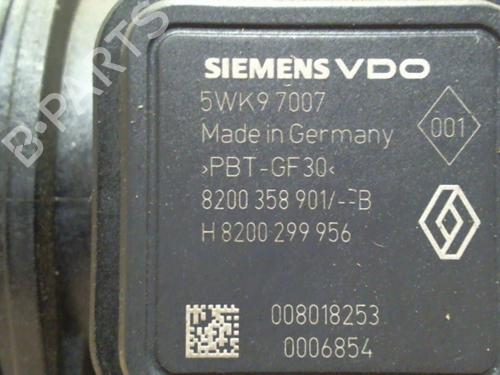 B-PARTS
SIEMENS VDO
5WK9 7007
Made in Germany
001
>PBT-GF30<
8200 358 901/--B
H 8200 299 956
008018253
0006854